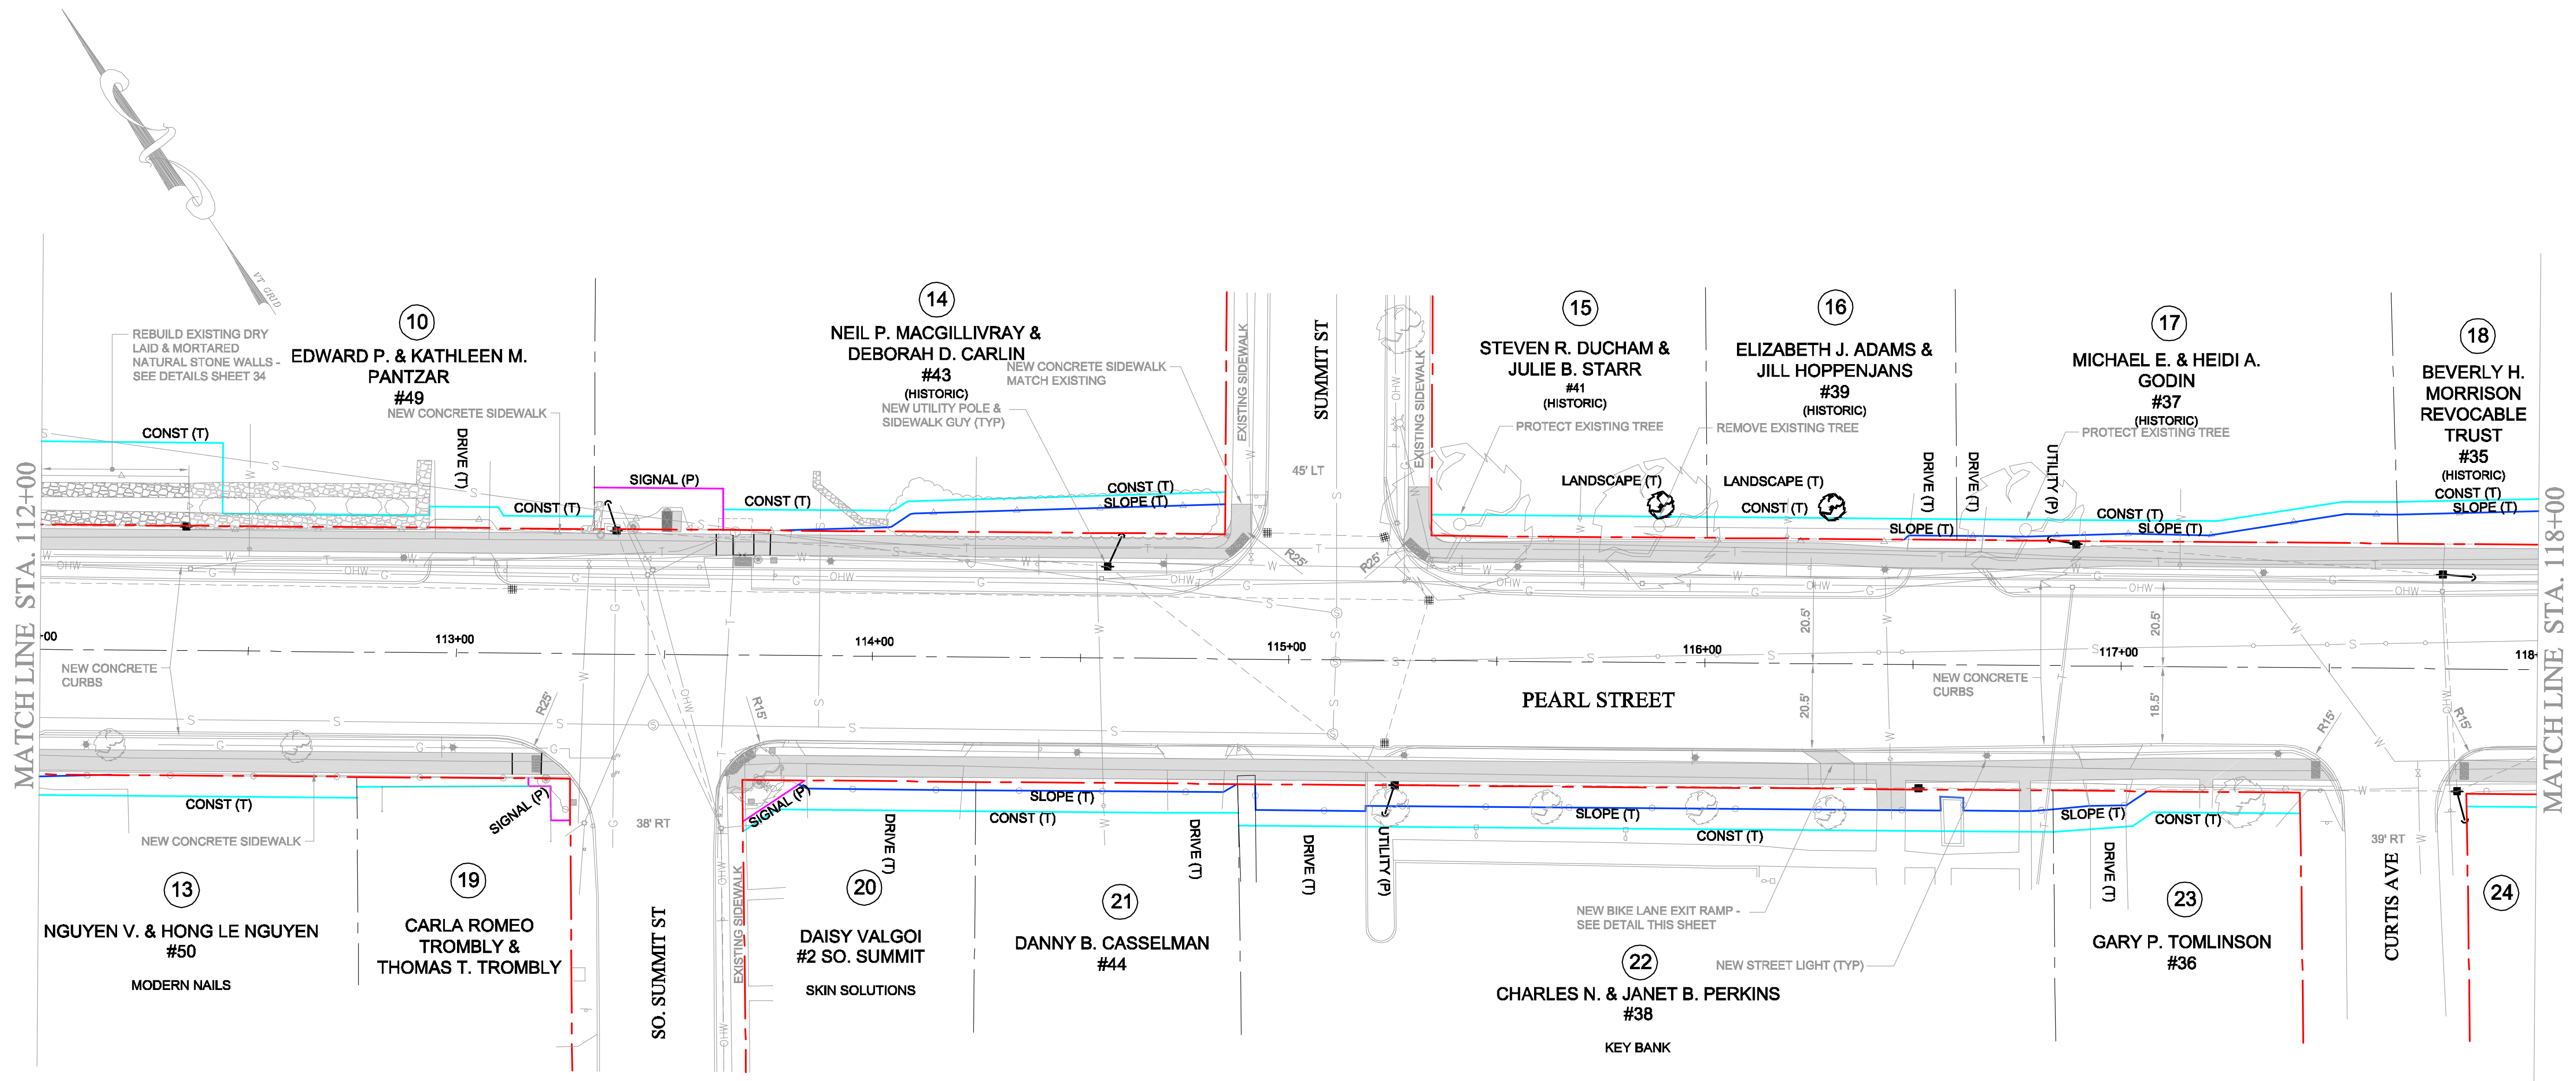 VT GRID
MATCH LINE STA. 112+00
REBUILD EXISTING DRY
LAID & MORTARED
NATURAL STONE WALLS -
SEE DETAILS SHEET 34
10
EDWARD P. & KATHLEEN M.
PANTZAR
#49
NEW CONCRETE SIDEWALK
CONST (T)
DRIVE (T)
CONST (T)
14
NEIL P. MACGILLIVRAY &
DEBORAH D. CARLIN
#43
(HISTORIC)
NEW CONCRETE SIDEWALK
MATCH EXISTING
NEW UTILITY POLE &
SIDEWALK GUY (TYP)
SIGNAL (P)
CONST (T)
CONST (T)
SLOPE (T)
EXISTING SIDEWALK
SUMMIT ST
45' LT
EXISTING SIDEWALK
R25'
R25'
15
STEVEN R. DUCHAM &
JULIE B. STARR
#41
(HISTORIC)
PROTECT EXISTING TREE
REMOVE EXISTING TREE
LANDSCAPE (T)
16
ELIZABETH J. ADAMS &
JILL HOPPENJANS
#39
(HISTORIC)
LANDSCAPE (T)
CONST (T)
SLOPE (T)
DRIVE (T)
DRIVE (T)
UTILITY (P)
17
MICHAEL E. & HEIDI A.
GODIN
#37
(HISTORIC)
PROTECT EXISTING TREE
CONST (T)
SLOPE (T)
18
BEVERLY H.
MORRISON
REVOCABLE
TRUST
#35
(HISTORIC)
CONST (T)
SLOPE (T)
MATCH LINE STA. 118+00
-00
113+00
114+00
115+00
116+00
117+00
118+
20.5'
20.5'
20.5'
18.5'
NEW CONCRETE
CURBS
NEW CONCRETE
CURBS
PEARL STREET
R25'
R15'
R15'
R15'
CONST (T)
NEW CONCRETE SIDEWALK
SIGNAL (P)
38' RT
SIGNAL (P)
13
NGUYEN V. & HONG LE NGUYEN
#50
MODERN NAILS
19
CARLA ROMEO
TROMBLY &
THOMAS T. TROMBLY
SO. SUMMIT ST
EXISTING SIDEWALK
20
DAISY VALGOI
#2 SO. SUMMIT
SKIN SOLUTIONS
DRIVE (T)
SLOPE (T)
CONST (T)
21
DANNY B. CASSELMAN
#44
DRIVE (T)
DRIVE (T)
UTILITY (P)
SLOPE (T)
CONST (T)
NEW BIKE LANE EXIT RAMP -
SEE DETAIL THIS SHEET
NEW STREET LIGHT (TYP)
22
CHARLES N. & JANET B. PERKINS
#38
KEY BANK
SLOPE (T)
CONST (T)
DRIVE (T)
23
GARY P. TOMLINSON
#36
39' RT
CURTIS AVE
24